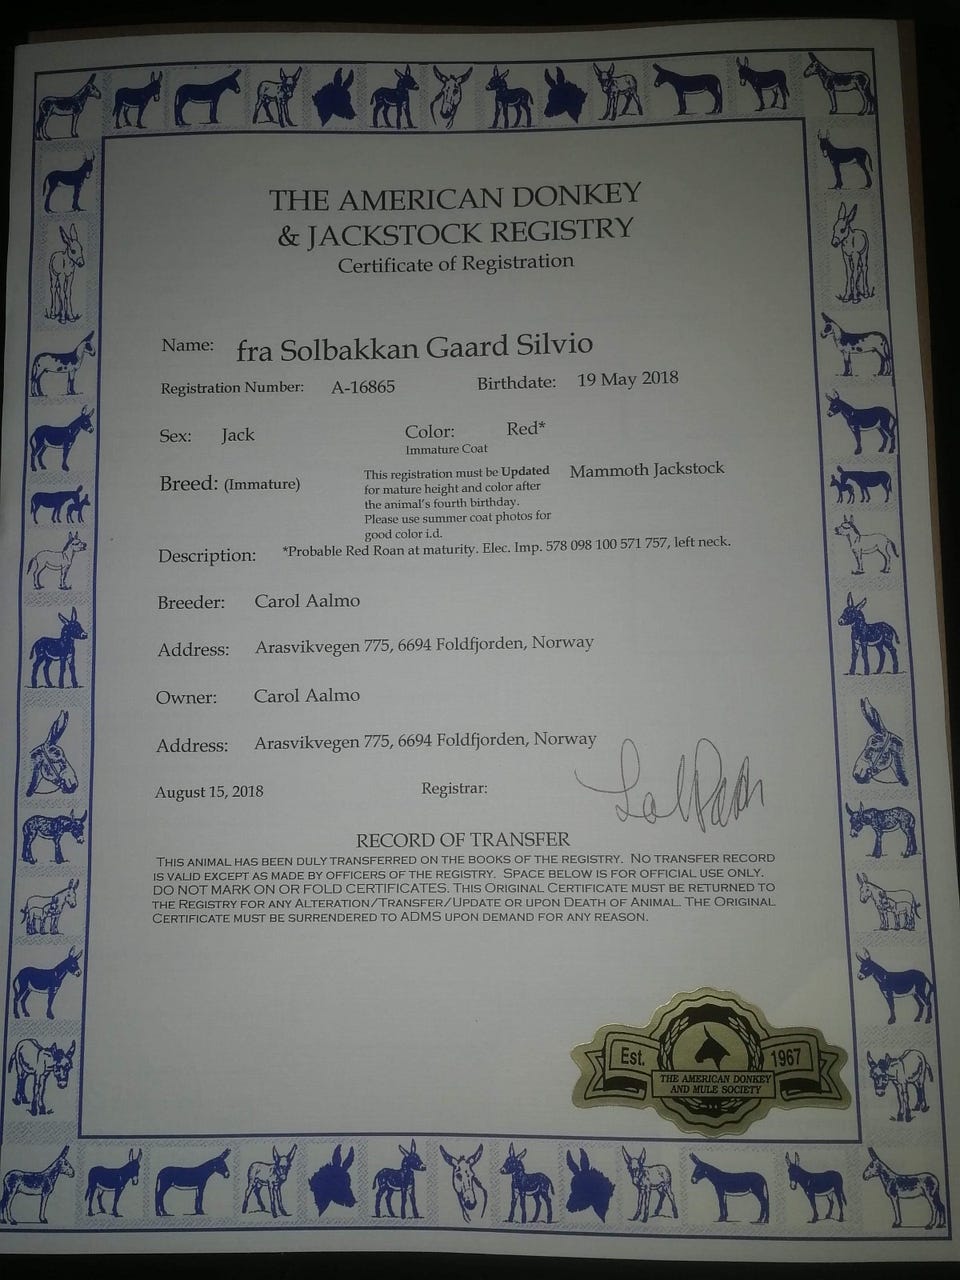 THE AMERICAN DONKEY
& JACKSTOCK REGISTRY
Certificate of Registration
Name: fra Solbakkan Gaard Silvio
Registration Number: A-16865 Birthdate: 19 May 2018
Sex: Jack Color: Red*
Immature Coat
Breed: (Immature) This registration must be Updated Mammoth Jackstock
for mature height and color after
the animal's fourth birthday.
Please use summer coat photos for
good color i.d.
Description: *Probable Red Roan at maturity. Elec. Imp. 578 098 100 571 757, left neck.
Breeder: Carol Aalmo
Address: Arasvikvegen 775, 6694 Foldfjorden, Norway
Owner: Carol Aalmo
Address: Arasvikvegen 775, 6694 Foldfjorden, Norway
August 15, 2018 Registrar:
RECORD OF TRANSFER
THIS ANIMAL HAS BEEN DULY TRANSFERRED ON THE BOOKS OF THE REGISTRY. NO TRANSFER RECORD
IS VALID EXCEPT AS MADE BY OFFICERS OF THE REGISTRY. SPACE BELOW IS FOR OFFICIAL USE ONLY.
DO NOT MARK ON OR FOLD CERTIFICATES. THIS ORIGINAL CERTIFICATE MUST BE RETURNED TO
THE REGISTRY FOR ANY ALTERATION/TRANSFER/UPDATE OR UPON DEATH OF ANIMAL. THE ORIGINAL
CERTIFICATE MUST BE SURRENDERED TO ADMS UPON DEMAND FOR ANY REASON.
Est. 1967
THE AMERICAN DONKEY
AND MULE SOCIETY